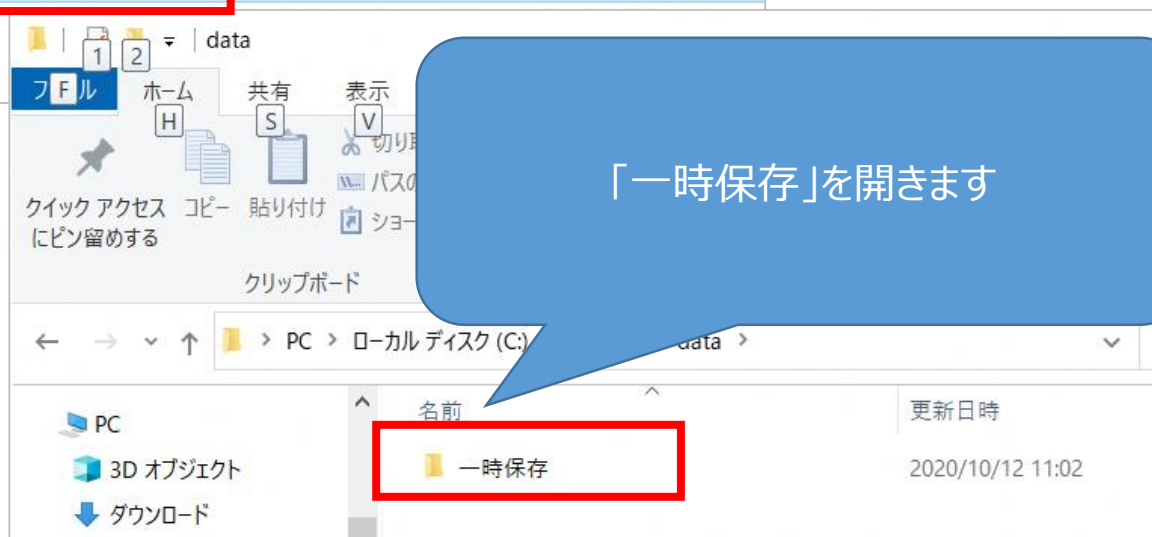 data
1 2
フ ル ホーム 共有 表示
F H S V
切り
パスの
ショー
クイック アクセス
にピン留めする
コピー
貼り付け
クリップボード
「一時保存」を開きます
PC > ローカル ディスク (C:) data >
名前 更新日時
PC
3D オブジェクト
ダウンロード
一時保存 2020/10/12 11:02